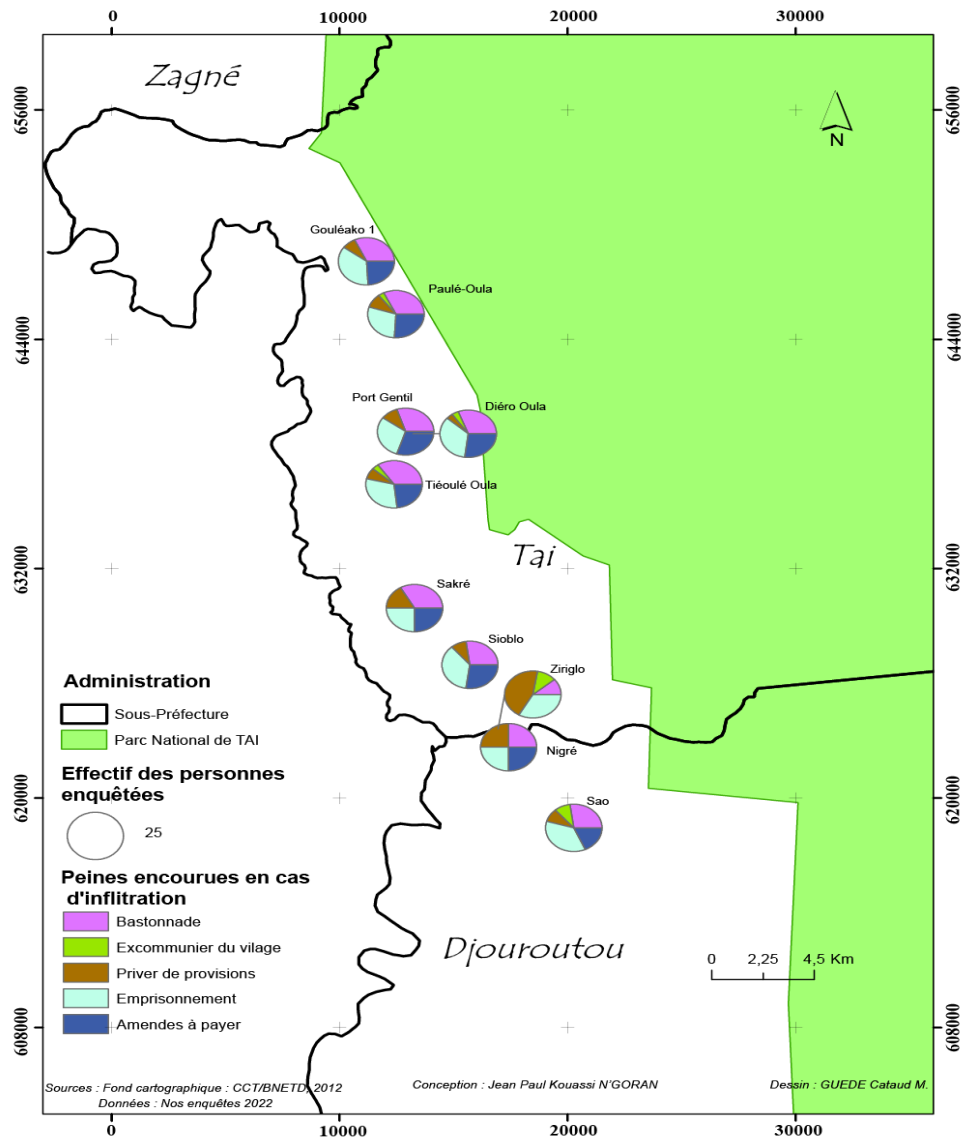 0 10000 20000 30000
Zagné
656000 656000
N
Gouléako 1
Paulé-Oula
644000 644000
Port Gentil
Diéro Oula
Tiéoulé Oula
Tai
632000 632000
Sakré
Sioblo
Ziriglo
Nigré
Sao
620000 620000
Administration
Sous-Préfecture
Parc National de TAI
Effectif des personnes
enquêtées
25
Peines encourues en cas
d'inflitration
Bastonnade
Excommunier du vilage
Priver de provisions
Emprisonnement
Amendes à payer
Djouroutou
0 2,25 4,5 Km
608000 608000
Sources : Fond cartographique : CCT/BNETD, 2012
Données : Nos enquêtes 2022
Conception : Jean Paul Kouassi N'GORAN
Dessin : GUEDE Cataud M.
0 10000 20000 30000